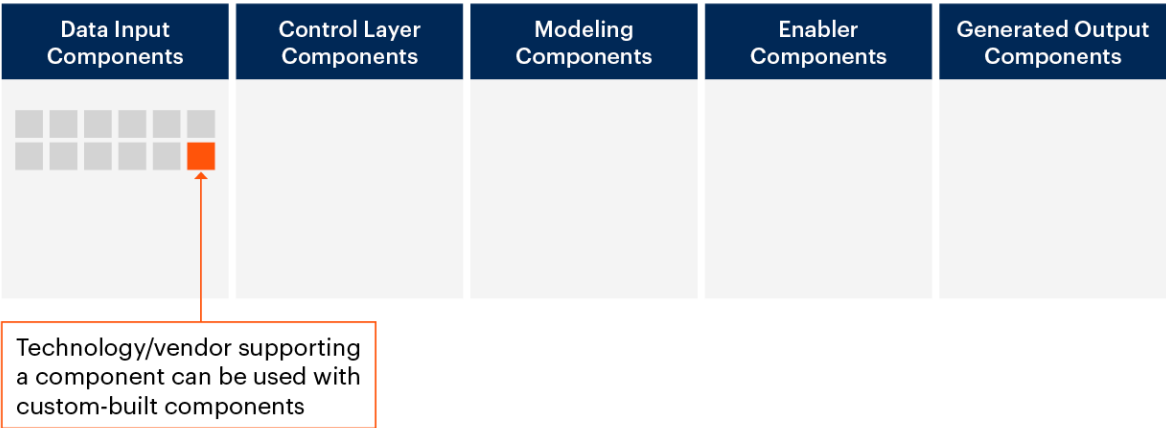 Data Input
Components
Control Layer
Components
Modeling
Components
Enabler
Components
Generated Output
Components
Technology/vendor supporting
a component can be used with
custom-built components